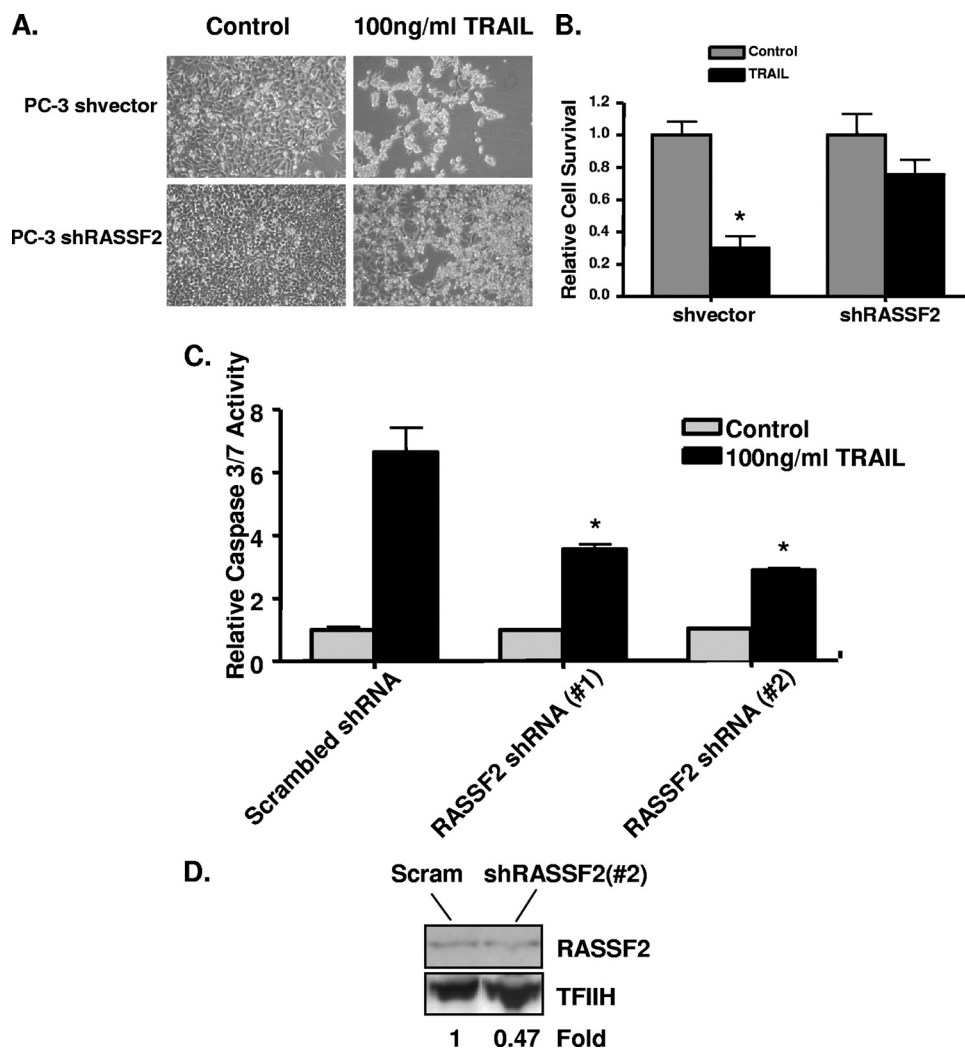 A.
Control
100ng/ml TRAIL
PC-3 shvector
PC-3 shRASSF2
B.
Control
TRAIL
Relative Cell Survival
1.2
1.0
0.8
0.6
0.4
0.2
0.0
*
shvector
shRASSF2
C.
Relative Caspase 3/7 Activity
8
6
4
2
0
Control
100ng/ml TRAIL
*
*
Scrambled shRNA
RASSF2 shRNA (#1)
RASSF2 shRNA (#2)
D.
Scram
shRASSF2(#2)
RASSF2
TFIIH
1 0.47 Fold